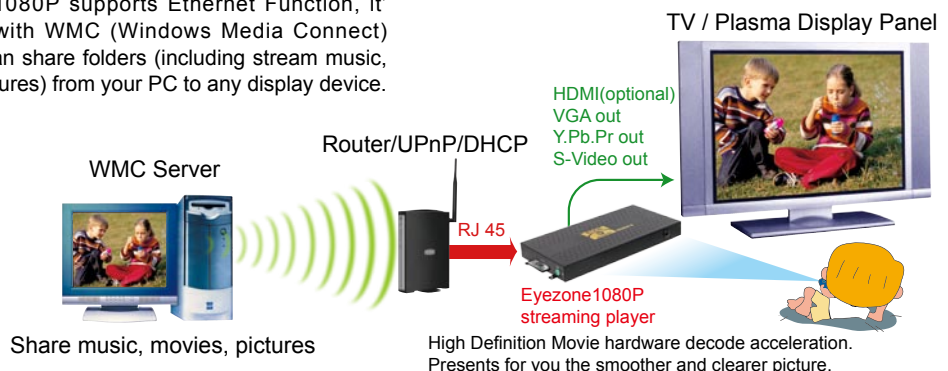 1080P supports Ethernet Function, it'
with WMC (Windows Media Connect)
an share folders (including stream music,
ures) from your PC to any display device.
TV / Plasma Display Panel
HDMI(optional)
VGA out
Y.Pb.Pr out
S-Video out
Router/UPnP/DHCP
WMC Server
RJ 45
Eyezone1080P
streaming player
Share music, movies, pictures
High Definition Movie hardware decode acceleration.
Presents for you the smoother and clearer picture.